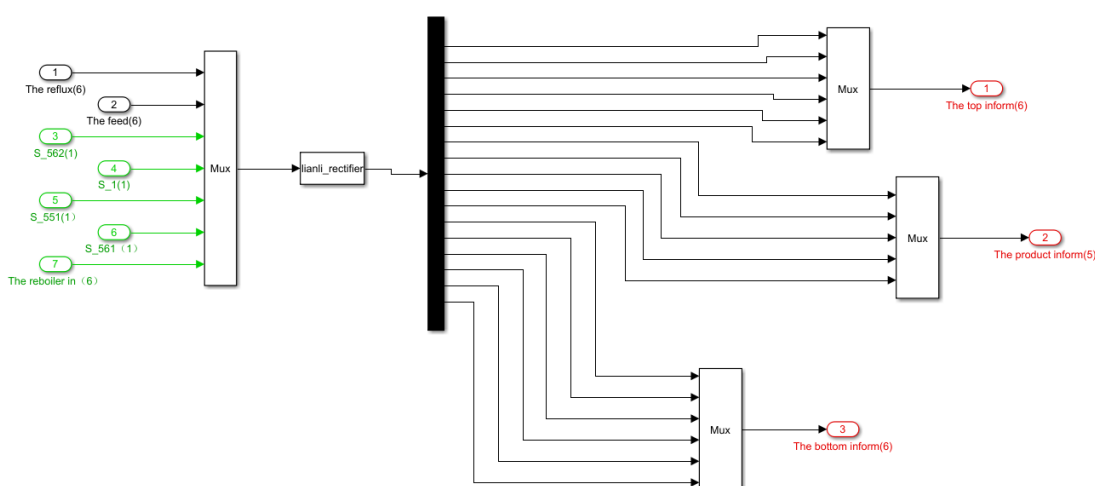 1
The reflux(6)
2
The feed(6)
3
S_562(1)
4
S_1(1)
5
S_551(1）
6
S_561（1）
7
The reboiler in（6）
Mux
lianli_rectifier
Mux
1
The top inform(6)
Mux
2
The product inform(5)
Mux
3
The bottom inform(6)